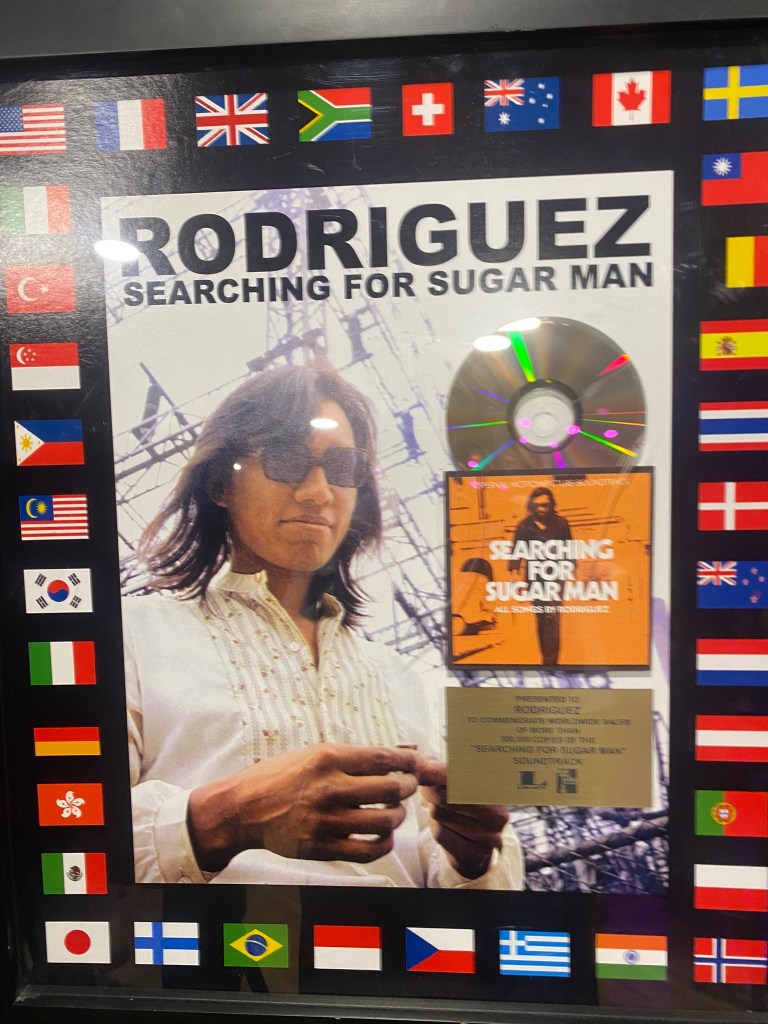 RODRIGUEZ
SEARCHING FOR SUGAR MAN
ORIGINAL MOTION PICTURE SOUNDTRACK
SEARCHING
FOR
SUGAR MAN
ALL SONGS BY RODRIGUEZ
PRESENTED TO
RODRIGUEZ
TO COMMEMORATE WORLDWIDE SALES
OF MORE THAN
COPIES OF THE
"SEARCHING FOR SUGAR MAN"
SOUNDTRACK